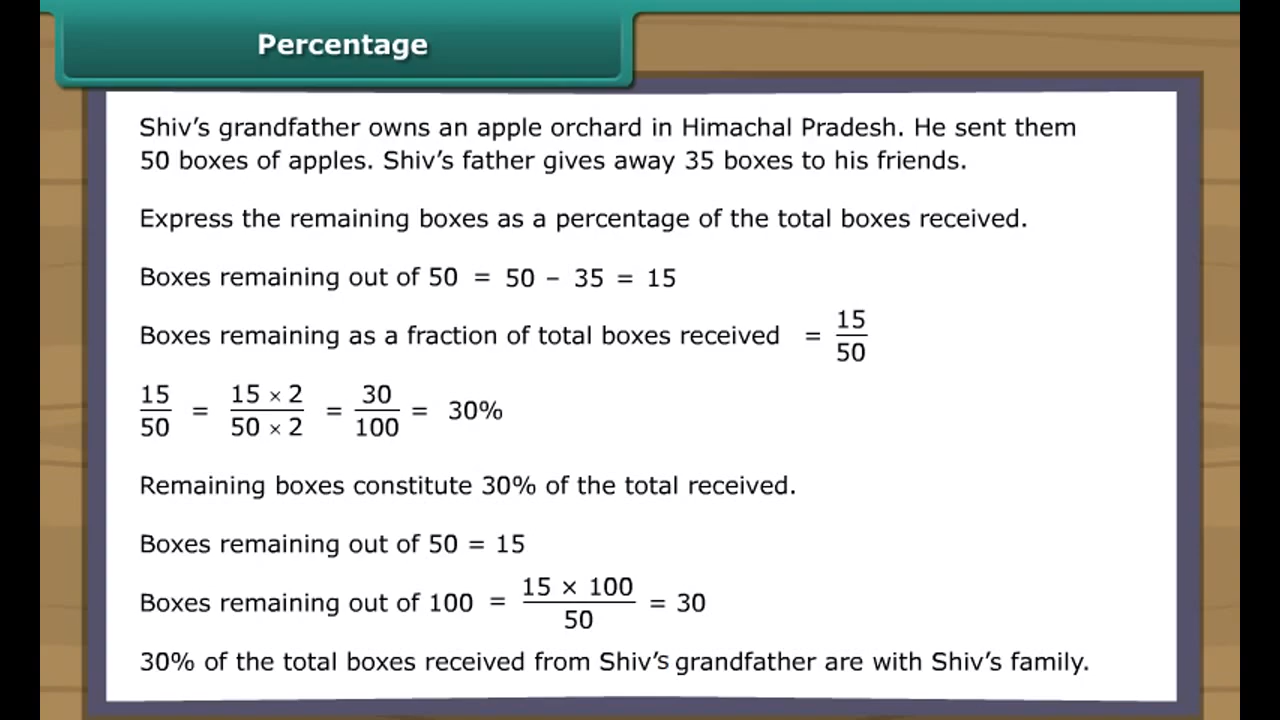 Percentage
Shiv’s grandfather owns an apple orchard in Himachal Pradesh. He sent them
50 boxes of apples. Shiv’s father gives away 35 boxes to his friends.
Express the remaining boxes as a percentage of the total boxes received.
Boxes remaining out of 50 = 50 – 35 = 15
Boxes remaining as a fraction of total boxes received = 15/50
15/50 = (15 × 2)/(50 × 2) = 30/100 = 30%
Remaining boxes constitute 30% of the total received.
Boxes remaining out of 50 = 15
Boxes remaining out of 100 = (15 × 100)/50 = 30
30% of the total boxes received from Shiv’s grandfather are with Shiv’s family.